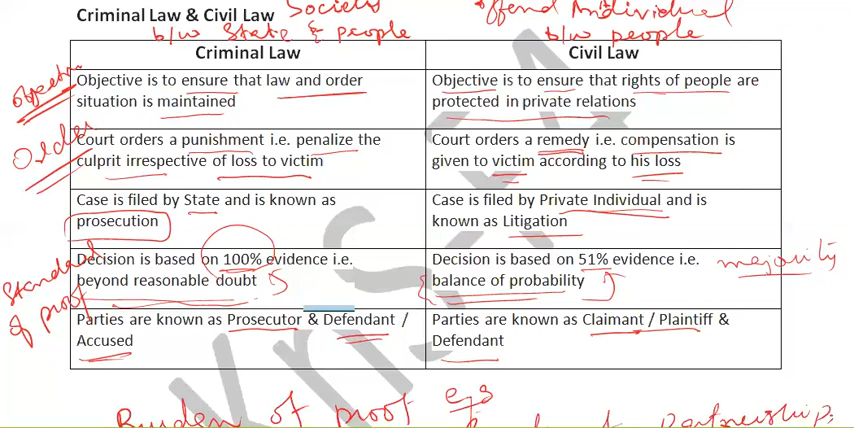 Criminal Law & Civil Law Society offend Individual
b/w State & people b/w people
Criminal Law Civil Law
Objective
Objective is to ensure that law and order
situation is maintained
Objective is to ensure that rights of people are
protected in private relations
Order
Court orders a punishment i.e. penalize the
culprit irrespective of loss to victim
Court orders a remedy i.e. compensation is
given to victim according to his loss
Case is filed by State and is known as
prosecution
Case is filed by Private Individual and is
known as Litigation
Standard
of proof
Decision is based on 100% evidence i.e.
beyond reasonable doubt
Decision is based on 51% evidence i.e.
balance of probability
majority
Parties are known as Prosecutor & Defendant /
Accused
Parties are known as Claimant / Plaintiff &
Defendant
Burden of proof eg
Partnership: